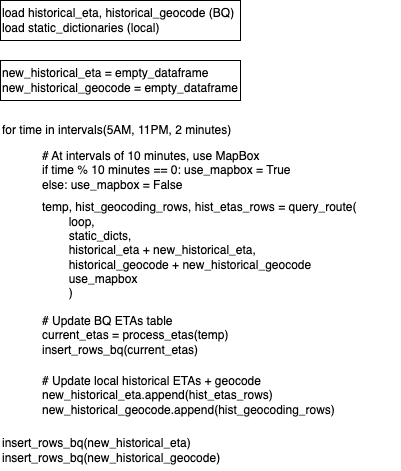 load historical_eta, historical_geocode (BQ)
load static_dictionaries (local)
new_historical_eta = empty_dataframe
new_historical_geocode = empty_dataframe
for time in intervals(5AM, 11PM, 2 minutes)
# At intervals of 10 minutes, use MapBox
if time % 10 minutes == 0: use_mapbox = True
else: use_mapbox = False
temp, hist_geocoding_rows, hist_etas_rows = query_route(
loop,
static_dicts,
historical_eta + new_historical_eta,
historical_geocode + new_historical_geocode
use_mapbox
)
# Update BQ ETAs table
current_etas = process_etas(temp)
insert_rows_bq(current_etas)
# Update local historical ETAs + geocode
new_historical_eta.append(hist_etas_rows)
new_historical_geocode.append(hist_geocoding_rows)
insert_rows_bq(new_historical_eta)
insert_rows_bq(new_historical_geocode)